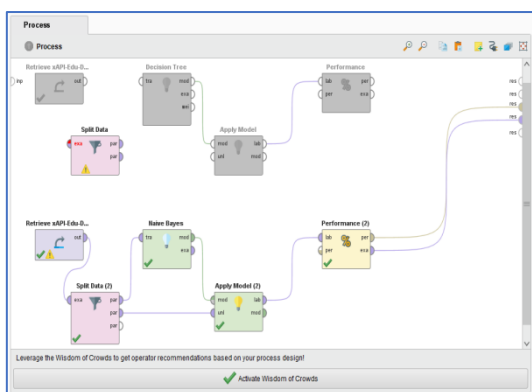 Process
Process
inp
Retrieve xAPI-Edu-D...
out
Decision Tree
tra
mod
exa
wei
Performance
lab
per
per
exa
res
res
res
res
Split Data
exa
par
par
Apply Model
mod
lab
unl
mod
Retrieve xAPI-Edu-D...
out
Naive Bayes
tra
mod
exa
Performance (2)
lab
per
per
exa
Split Data (2)
exa
par
par
par
Apply Model (2)
mod
lab
unl
mod
Leverage the Wisdom of Crowds to get operator recommendations based on your process design!
Activate Wisdom of Crowds